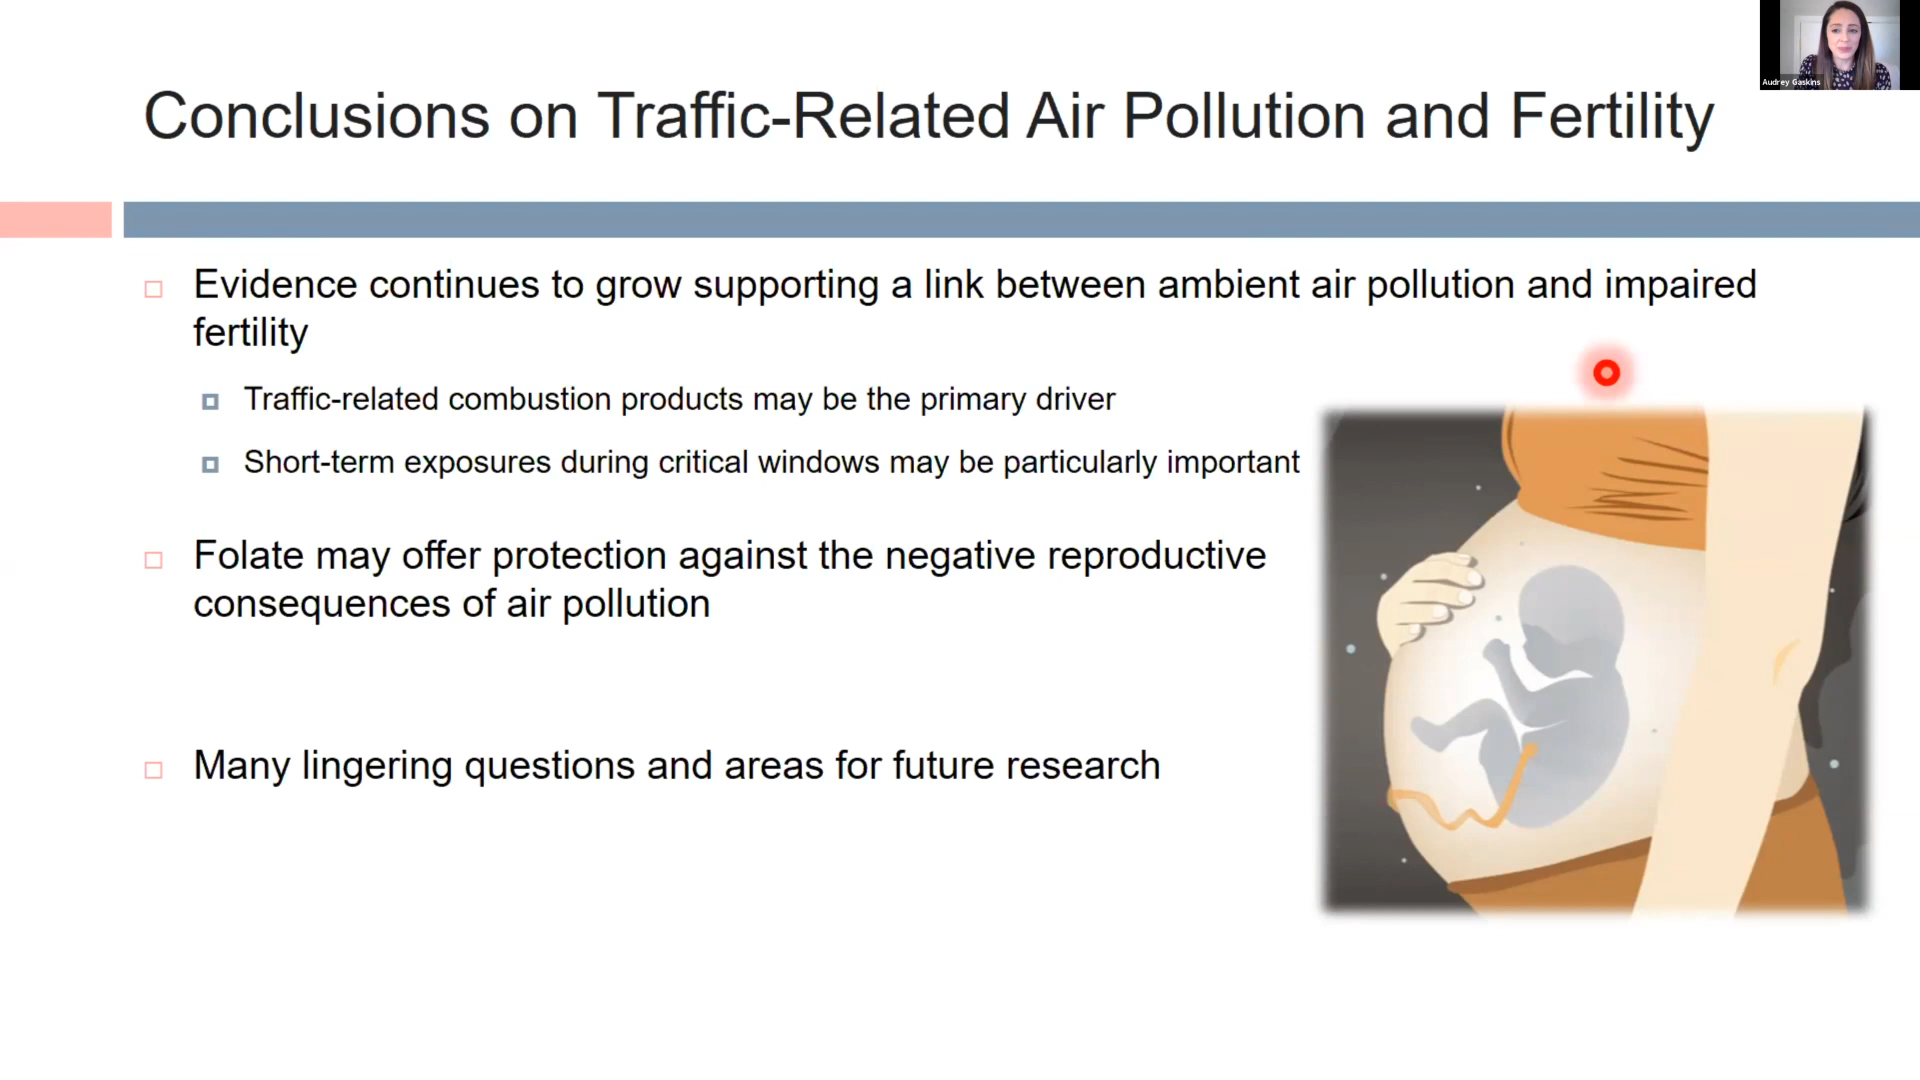 Audrey Gaskins
Conclusions on Traffic-Related Air Pollution and Fertility
Evidence continues to grow supporting a link between ambient air pollution and impaired
fertility
Traffic-related combustion products may be the primary driver
Short-term exposures during critical windows may be particularly important
Folate may offer protection against the negative reproductive
consequences of air pollution
Many lingering questions and areas for future research